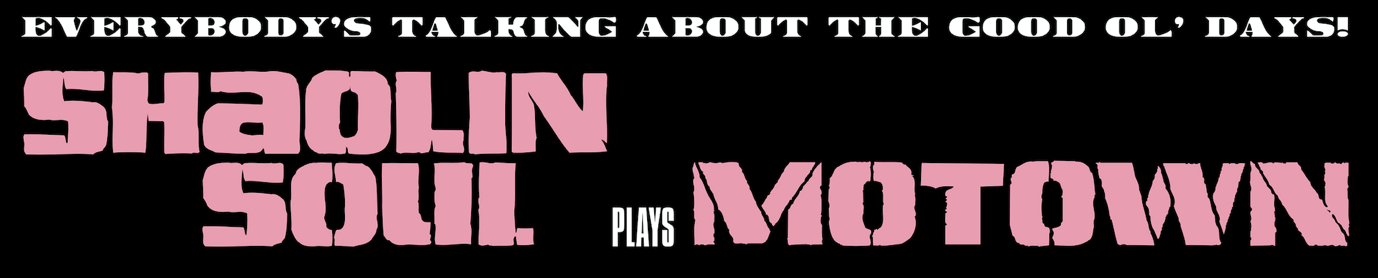 EVERYBODY'S TALKING ABOUT THE GOOD OL' DAYS!
SHaOLIN
SOUL PLAYS MOTOWN